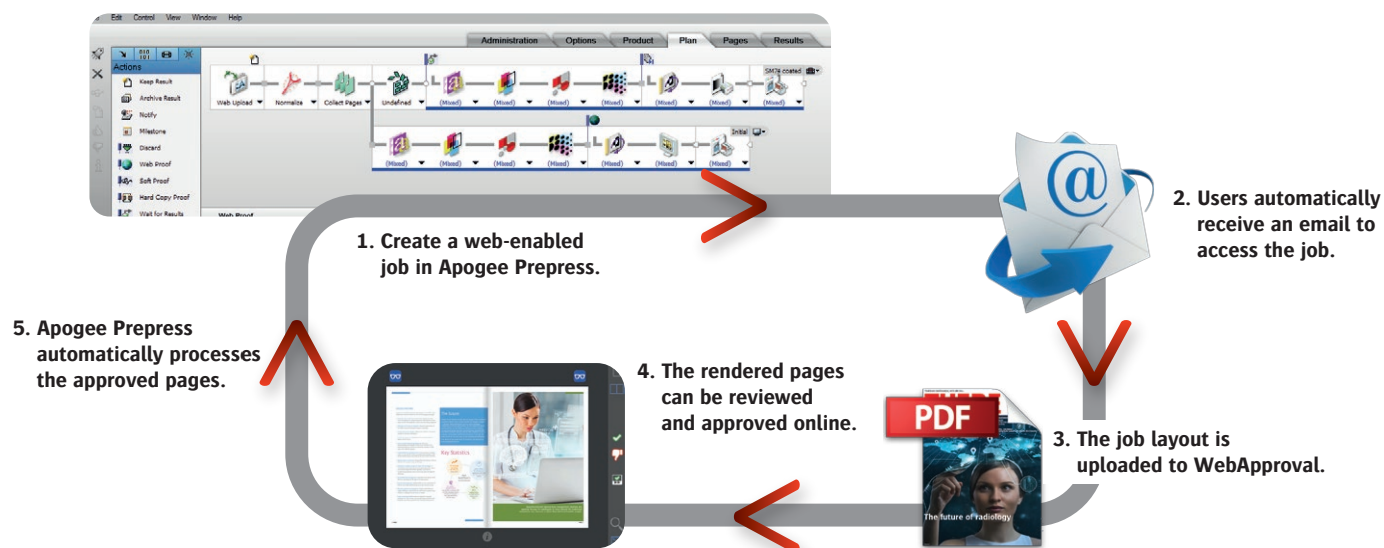 Edit Control View Window Help
Administration Options Product Plan Pages Results
Actions
Keep Result
Archive Result
Notify
Milestone
Discard
Web Proof
Soft Proof
Hard Copy Proof
Wait for Results
Web Upload Normalize Collect Pages Undefined (Mixed) (Mixed) (Mixed) (Mixed) (Mixed) (Mixed) (Mixed)
SM74 coated
(Mixed) (Mixed) (Mixed) (Mixed) (Mixed) (Mixed) (Mixed)
Initial
Web Proof
1. Create a web-enabled
job in Apogee Prepress.
@
2. Users automatically
receive an email to
access the job.
PDF
The future of radiology
3. The job layout is
uploaded to WebApproval.
4. The rendered pages
can be reviewed
and approved online.
Key Statistics
5. Apogee Prepress
automatically processes
the approved pages.